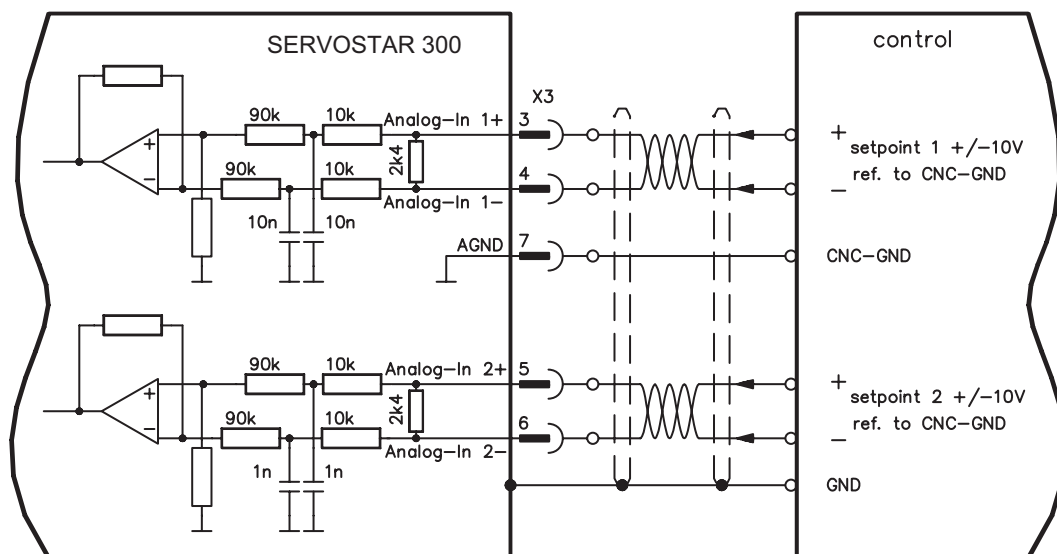 SERVOSTAR 300
control
X3
90k
10k
Analog-In 1+
3
+
+
2k4
setpoint 1 +/-10V
ref. to CNC-GND
4
−
90k
10k
−
Analog-In 1-
10n
10n
AGND
7
CNC-GND
90k
10k
Analog-In 2+
5
+
+
2k4
setpoint 2 +/-10V
ref. to CNC-GND
6
−
90k
10k
−
Analog-In 2-
1n
1n
GND